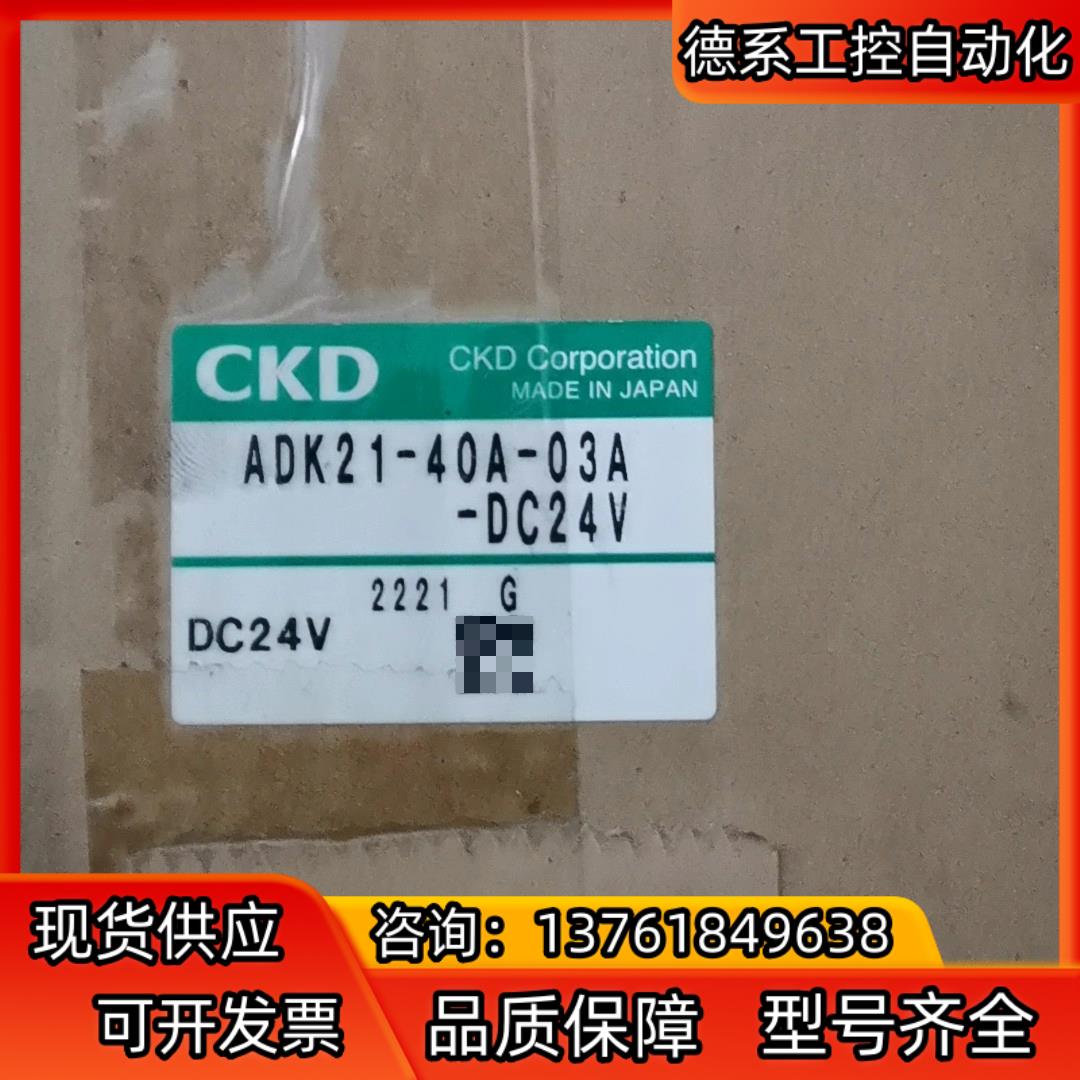 德系工控自动化
CKD
CKD Corporation
MADE IN JAPAN
ADK21-40A-03A
-DC24V
2221 G
DC24V
现货供应
咨询：13761849638
可开发票
品质保障
型号齐全